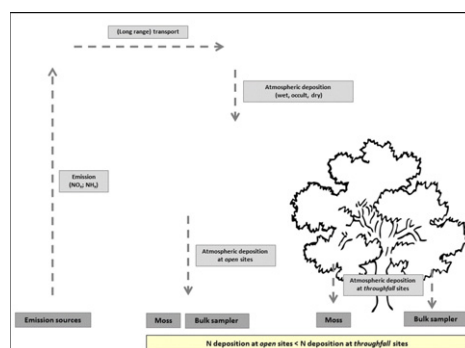 (Long range) transport
Atmospheric deposition
(wet, occult, dry)
Emission
(NOx; NHy)
Atmospheric deposition
at open sites
Atmospheric deposition
at throughfall sites
Emission sources
Moss
Bulk sampler
Moss
Bulk sampler
N deposition at open sites < N deposition at throughfall sites